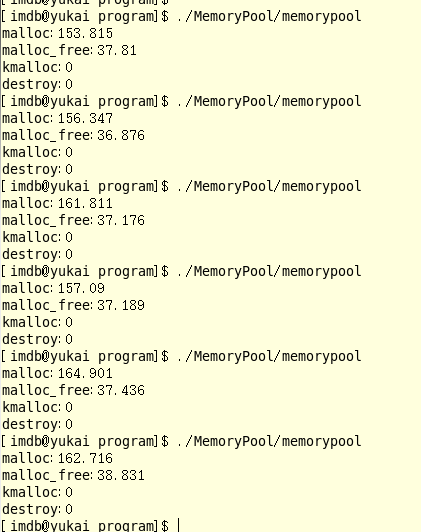 [imdb@yukai program]$
[imdb@yukai program]$ ./MemoryPool/memorypool
malloc:153.815
malloc_free:37.81
kmalloc:0
destroy:0
[imdb@yukai program]$ ./MemoryPool/memorypool
malloc:156.347
malloc_free:36.876
kmalloc:0
destroy:0
[imdb@yukai program]$ ./MemoryPool/memorypool
malloc:161.811
malloc_free:37.176
kmalloc:0
destroy:0
[imdb@yukai program]$ ./MemoryPool/memorypool
malloc:157.09
malloc_free:37.189
kmalloc:0
destroy:0
[imdb@yukai program]$ ./MemoryPool/memorypool
malloc:164.901
malloc_free:37.436
kmalloc:0
destroy:0
[imdb@yukai program]$ ./MemoryPool/memorypool
malloc:162.716
malloc_free:38.831
kmalloc:0
destroy:0
[imdb@yukai program]$